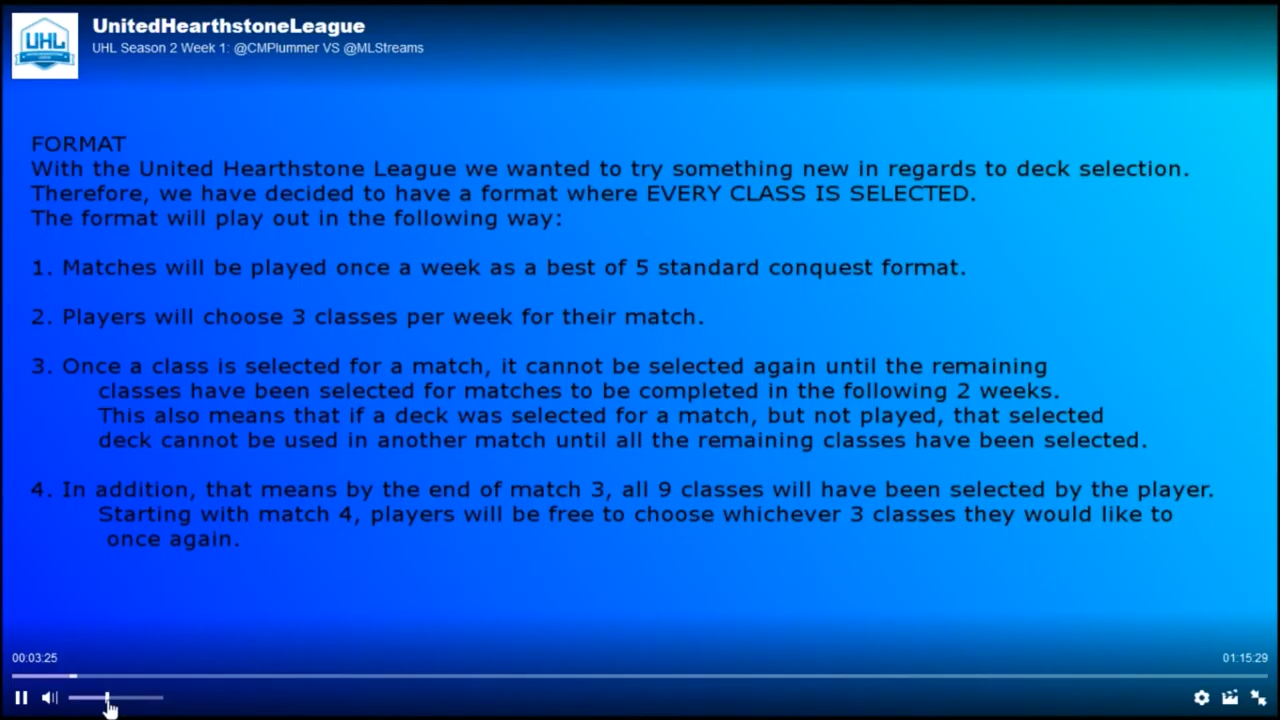 UHL
UnitedHearthstoneLeague
UHL Season 2 Week 1: @CMPlummer VS @MLStreams
FORMAT
With the United Hearthstone League we wanted to try something new in regards to deck selection.
Therefore, we have decided to have a format where EVERY CLASS IS SELECTED.
The format will play out in the following way:
1. Matches will be played once a week as a best of 5 standard conquest format.
2. Players will choose 3 classes per week for their match.
3. Once a class is selected for a match, it cannot be selected again until the remaining
classes have been selected for matches to be completed in the following 2 weeks.
This also means that if a deck was selected for a match, but not played, that selected
deck cannot be used in another match until all the remaining classes have been selected.
4. In addition, that means by the end of match 3, all 9 classes will have been selected by the player.
Starting with match 4, players will be free to choose whichever 3 classes they would like to
once again.
00:03:25
01:15:29